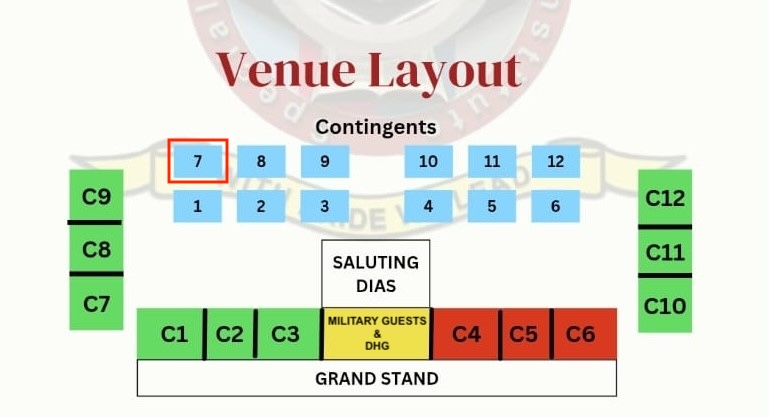 Venue Layout
Contingents
7 8 9 10 11 12
1 2 3 4 5 6
C9
C8
C7
C12
C11
C10
SALUTING
DIAS
C1 C2 C3
MILITARY GUESTS
&
DHG
C4 C5 C6
GRAND STAND